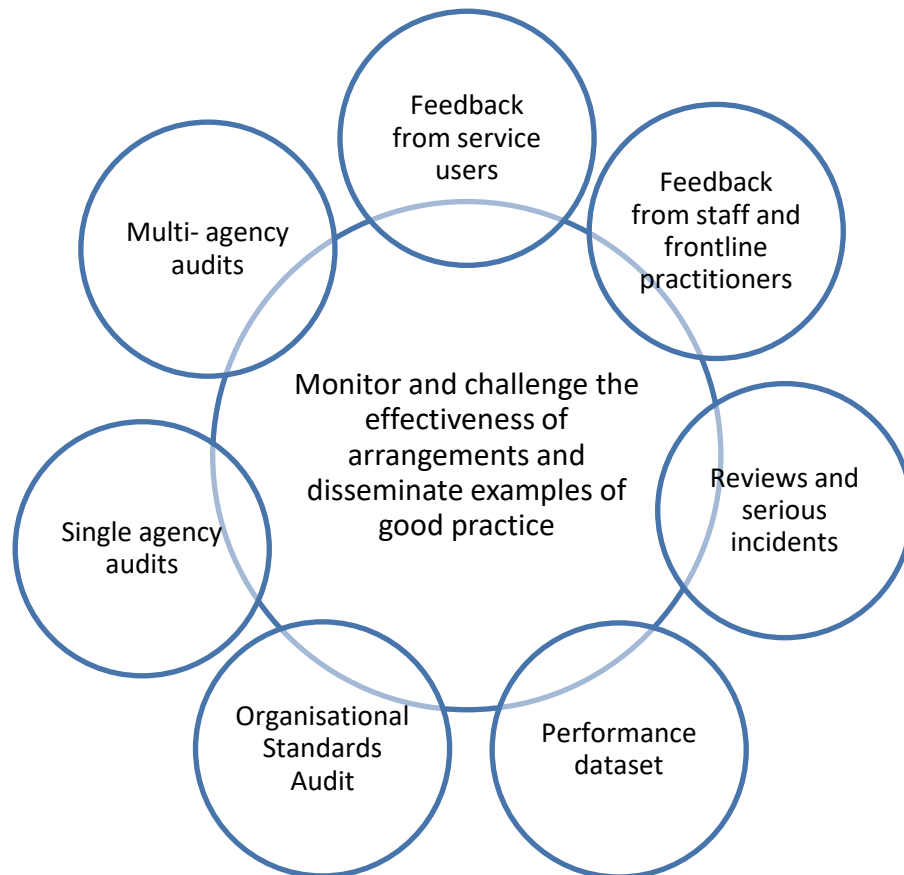 Feedback
from service
users
Feedback
from staff and
frontline
practitioners
Multi- agency
audits
Monitor and challenge the
effectiveness of
arrangements and
disseminate examples of
good practice
Reviews and
serious
incidents
Single agency
audits
Organisational
Standards
Audit
Performance
dataset